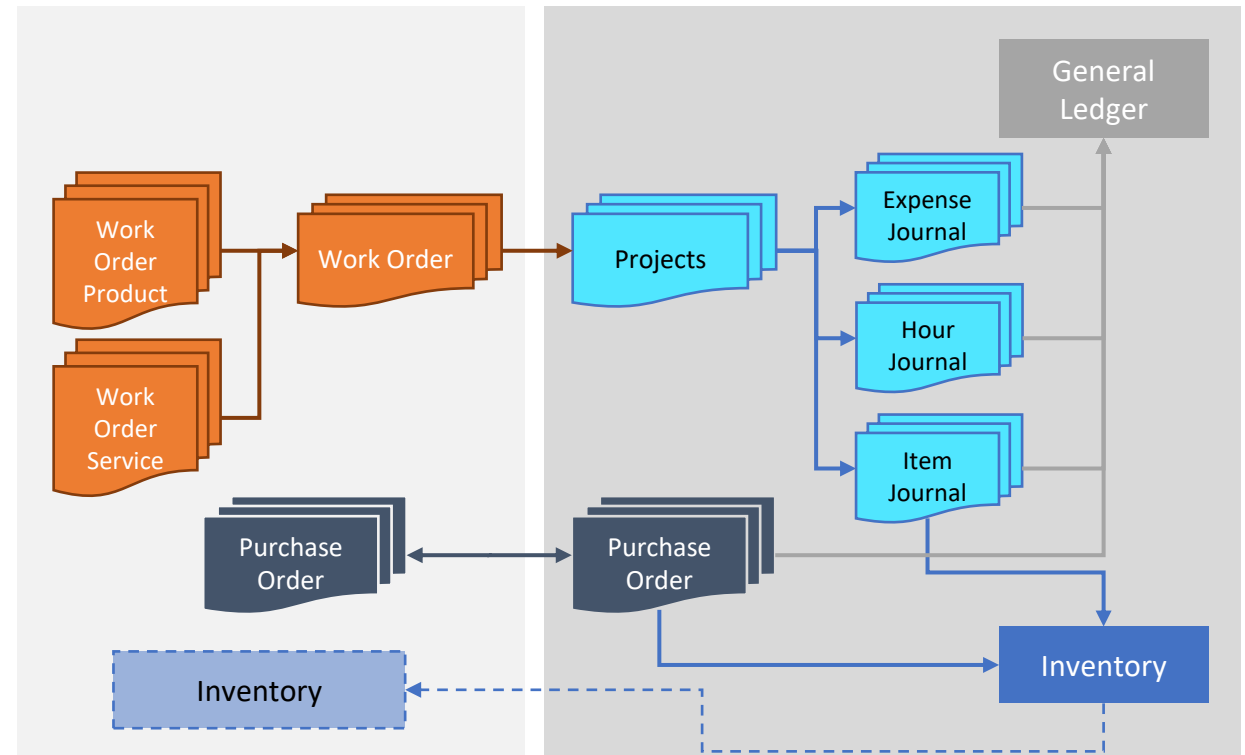 General
Ledger
Work
Order
Product
Work Order
Projects
Expense
Journal
Hour
Journal
Work
Order
Service
Item
Journal
Purchase
Order
Purchase
Order
Inventory
Inventory